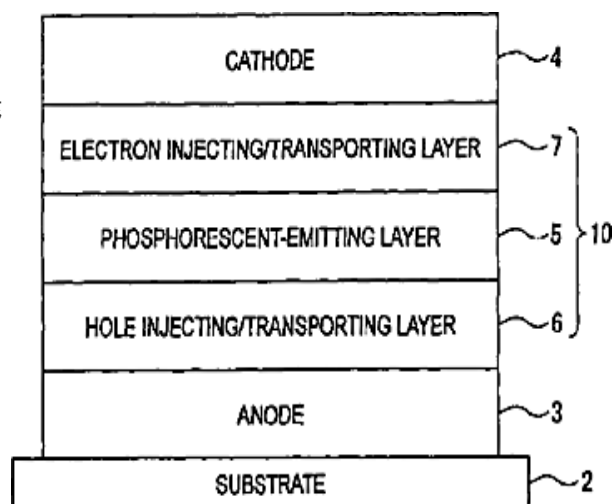 CATHODE 4
ELECTRON INJECTING/TRANSPORTING LAYER 7
PHOSPHORESCENT-EMITTING LAYER 5 10
HOLE INJECTING/TRANSPORTING LAYER 6
ANODE 3
SUBSTRATE 2